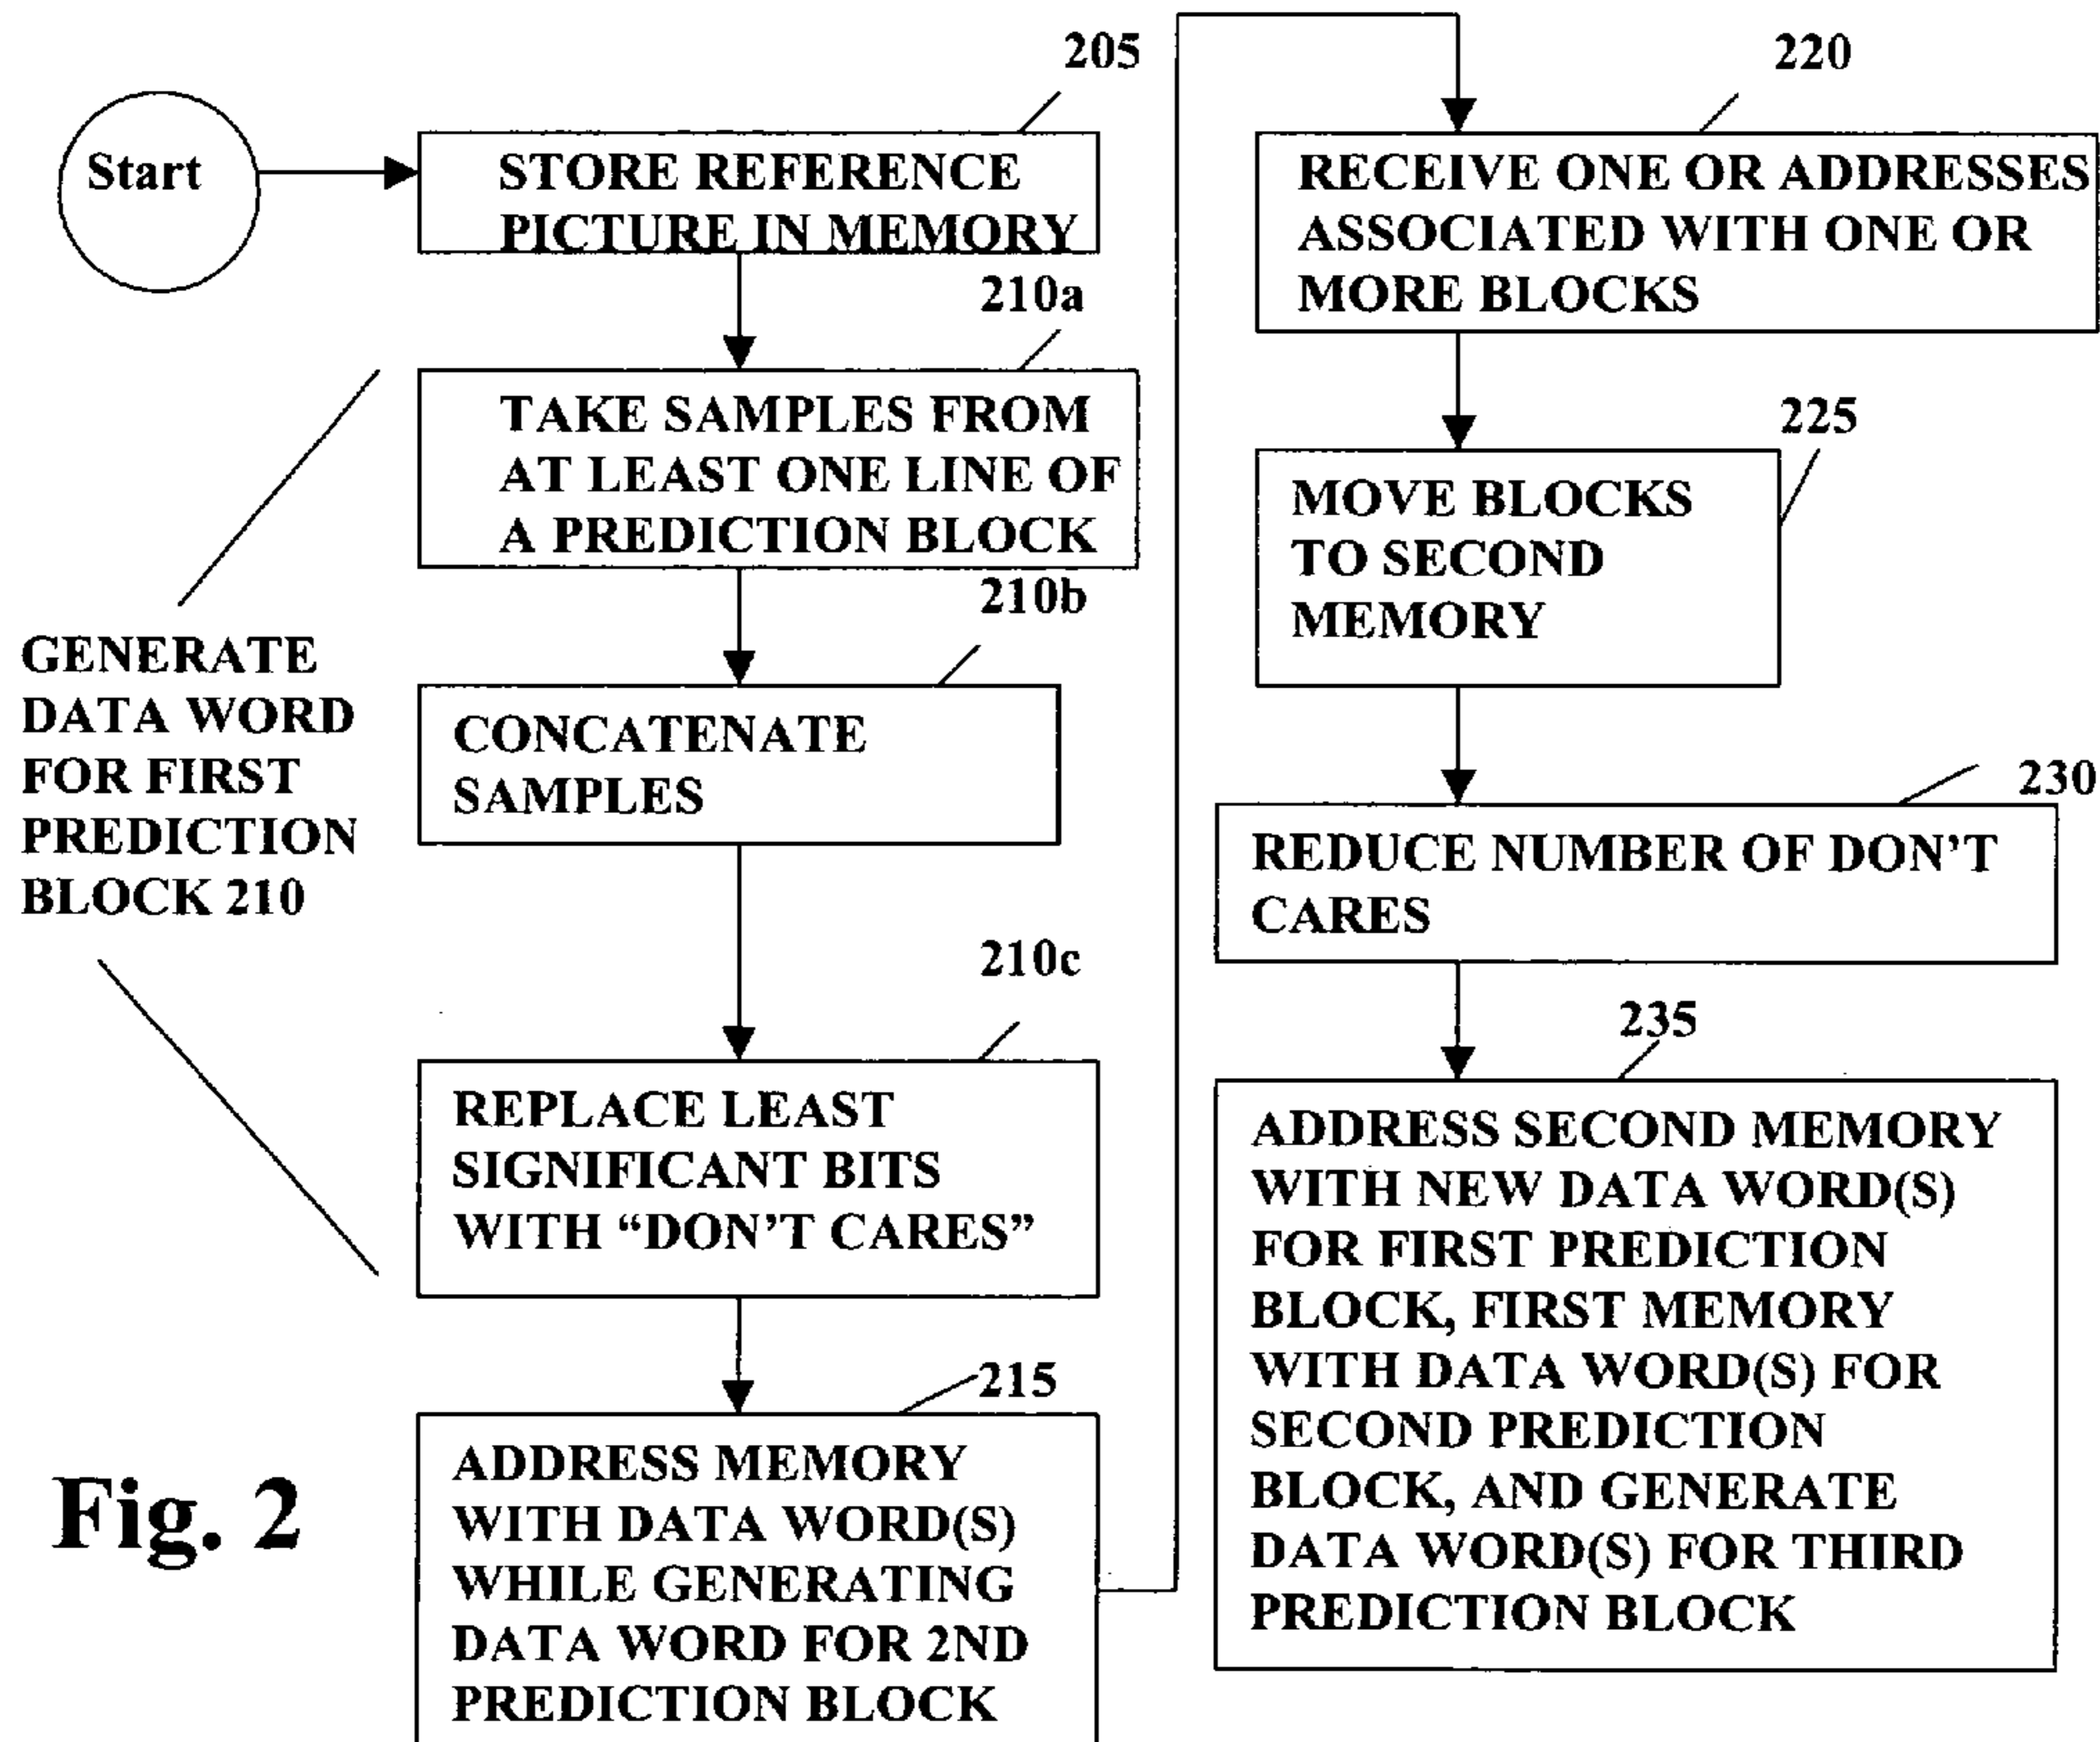 Start
205
STORE REFERENCE
PICTURE IN MEMORY
210a
TAKE SAMPLES FROM
AT LEAST ONE LINE OF
A PREDICTION BLOCK
210b
GENERATE
DATA WORD
FOR FIRST
PREDICTION
BLOCK 210
CONCATENATE
SAMPLES
210c
REPLACE LEAST
SIGNIFICANT BITS
WITH “DON’T CARES”
215
ADDRESS MEMORY
WITH DATA WORD(S)
WHILE GENERATING
DATA WORD FOR 2ND
PREDICTION BLOCK
220
RECEIVE ONE OR ADDRESSES
ASSOCIATED WITH ONE OR
MORE BLOCKS
225
MOVE BLOCKS
TO SECOND
MEMORY
230
REDUCE NUMBER OF DON’T
CARES
235
ADDRESS SECOND MEMORY
WITH NEW DATA WORD(S)
FOR FIRST PREDICTION
BLOCK, FIRST MEMORY
WITH DATA WORD(S) FOR
SECOND PREDICTION
BLOCK, AND GENERATE
DATA WORD(S) FOR THIRD
PREDICTION BLOCK
Fig. 2